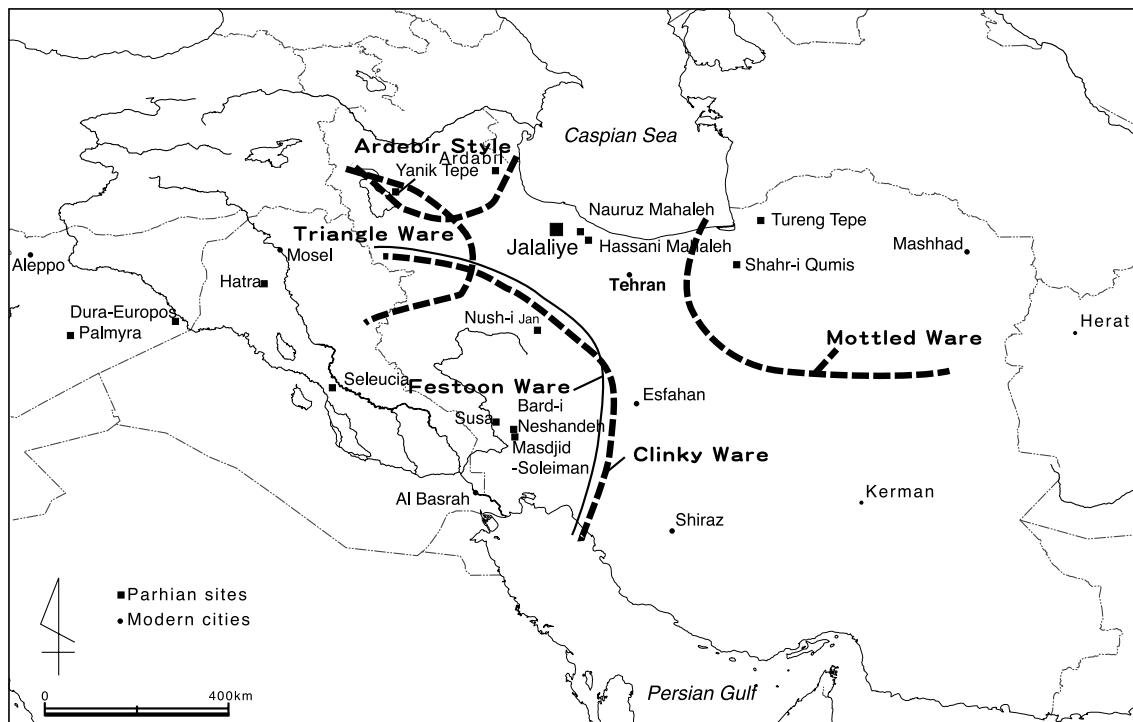 Caspian Sea
Ardebir Style
Ardabil
Yanik Tepe
Nauruz Mahaleh
Tureng Tepe
Triangle Ware
Jalaliye
Hassani Mahaleh
Mashhad
Mosel
Aleppo
Shahr-i Qumis
Hatra
Tehran
Dura-Europos
Nush-i Jan
Herat
Palmyra
Mottled Ware
Seleucia
Festoon Ware
Esfahan
Bard-i
Neshandeh
Susa
Masdjid
-Soleiman
Clinky Ware
Al Basrah
Kerman
Shiraz
Parhian sites
Modern cities
0 400km
Persian Gulf